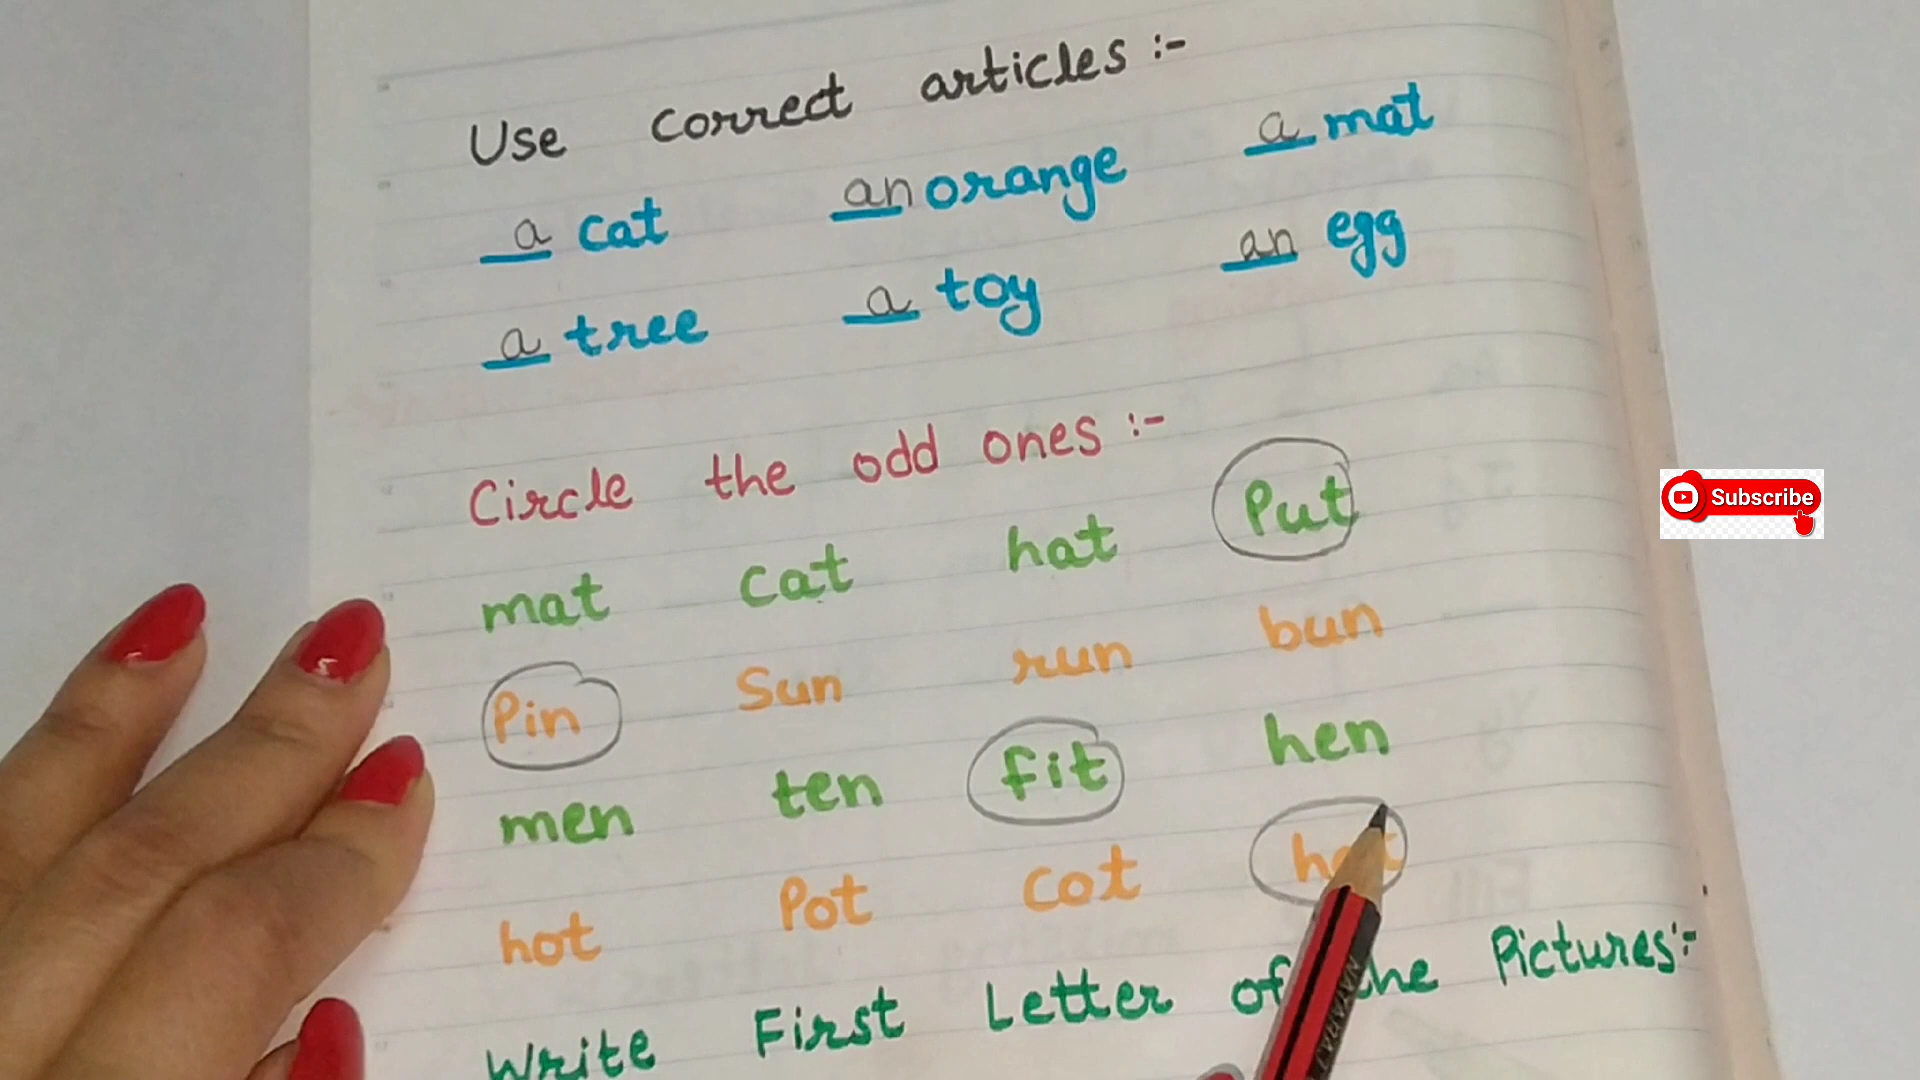 Use correct articles :-
a cat an orange a mat
a tree a toy an egg
Circle the odd ones :-
mat cat hat Put
Subscribe
Pin Sun run bun
men ten fit hen
hot Pot cot
Write First Letter of the Pictures:-